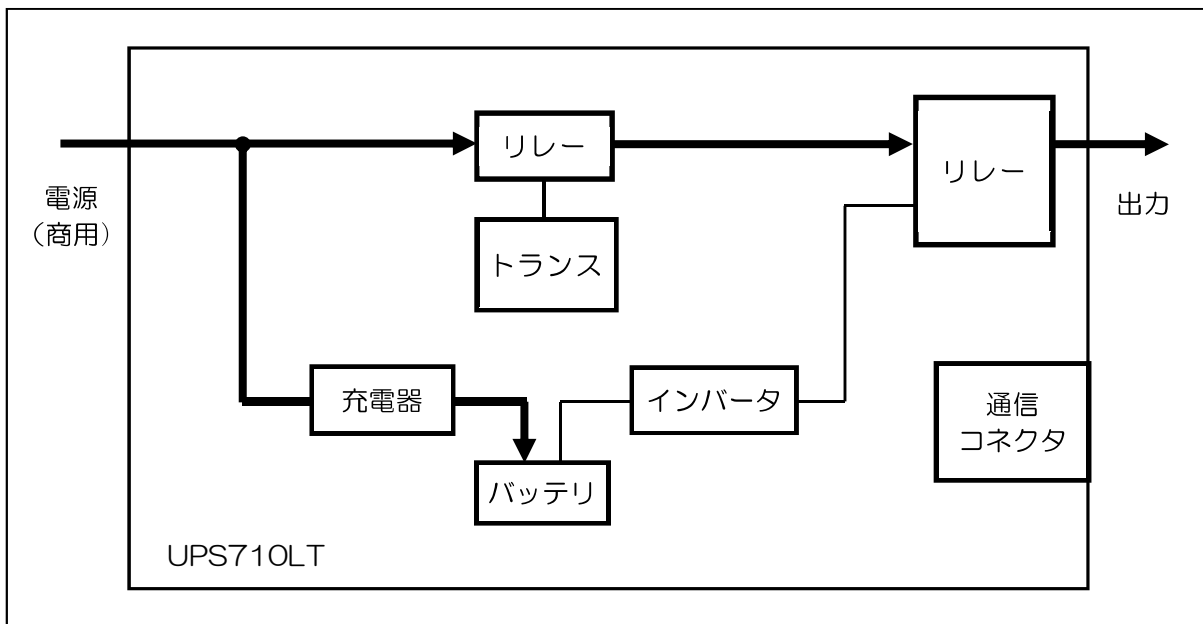 電源
（商用）
リレー
トランス
リレー
出力
充電器
インバータ
バッテリ
通信
コネクタ
UPS710LT